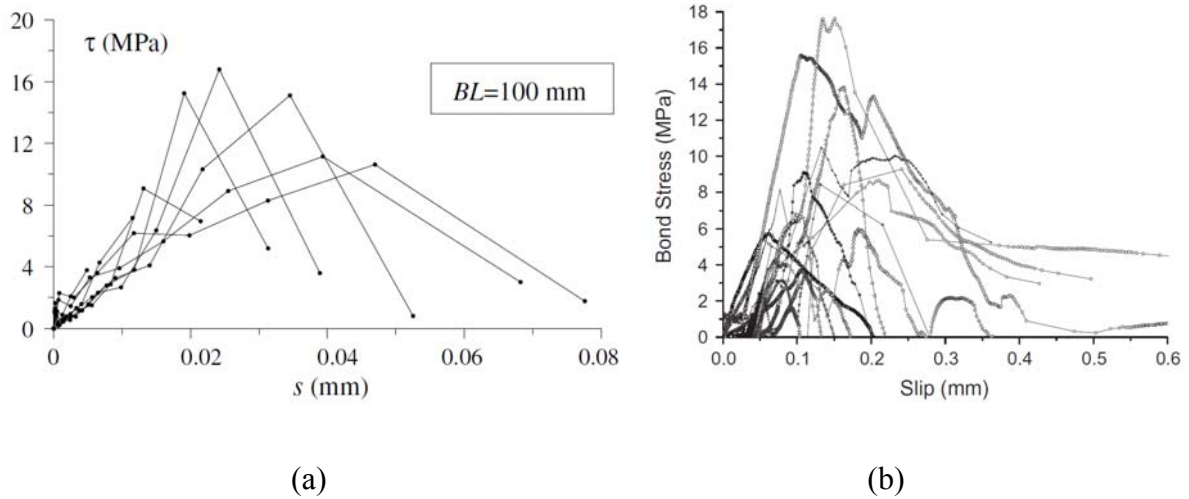 20
τ (MPa)
16
BL=100 mm
12
8
4
0
0 0.02 0.04 0.06 0.08
s (mm)
(a)
18
16
14
12
10
8
6
4
2
0
Bond Stress (MPa)
0.0 0.1 0.2 0.3 0.4 0.5 0.6
Slip (mm)
(b)